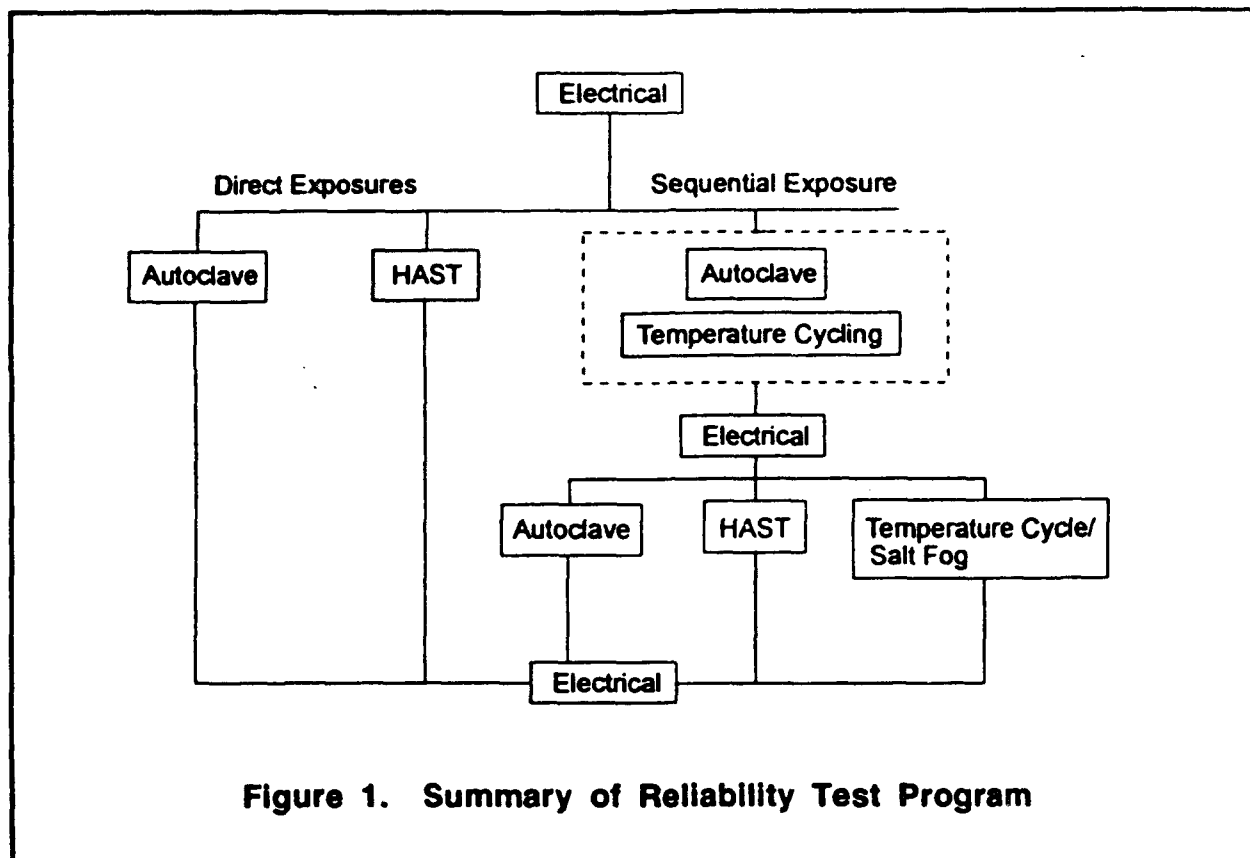 Electrical
Direct Exposures
Sequential Exposure
Autoclave
HAST
Autoclave
Temperature Cycling
Electrical
Autoclave
HAST
Temperature Cycle/
Salt Fog
Electrical
Figure 1. Summary of Reliability Test Program